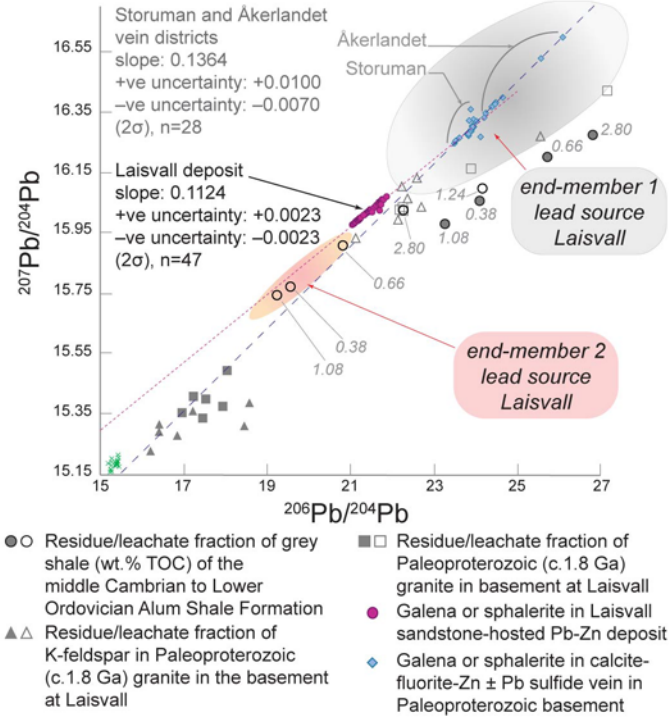 Storuman and Åkerlandet
vein districts
slope: 0.1364
+ve uncertainty: +0.0100
–ve uncertainty: –0.0070
(2σ), n=28
Åkerlandet
Storuman
Laisvall deposit
slope: 0.1124
+ve uncertainty: +0.0023
–ve uncertainty: –0.0023
(2σ), n=47
16.55
16.35
16.15
15.95
15.75
15.55
15.35
15.15
207Pb/204Pb
2.80
0.66
1.24
0.38
1.08
2.80
0.66
0.38
1.08
end-member 1
lead source
Laisvall
end-member 2
lead source
Laisvall
15
17
19
21
23
25
27
206Pb/204Pb
Residue/leachate fraction of grey
shale (wt.% TOC) of the
middle Cambrian to Lower
Ordovician Alum Shale Formation
Residue/leachate fraction of
K-feldspar in Paleoproterozoic
(c.1.8 Ga) granite in the basement
at Laisvall
Residue/leachate fraction of
Paleoproterozoic (c.1.8 Ga)
granite in basement at Laisvall
Galena or sphalerite in Laisvall
sandstone-hosted Pb-Zn deposit
Galena or sphalerite in calcite-
fluorite-Zn ± Pb sulfide vein in
Paleoproterozoic basement